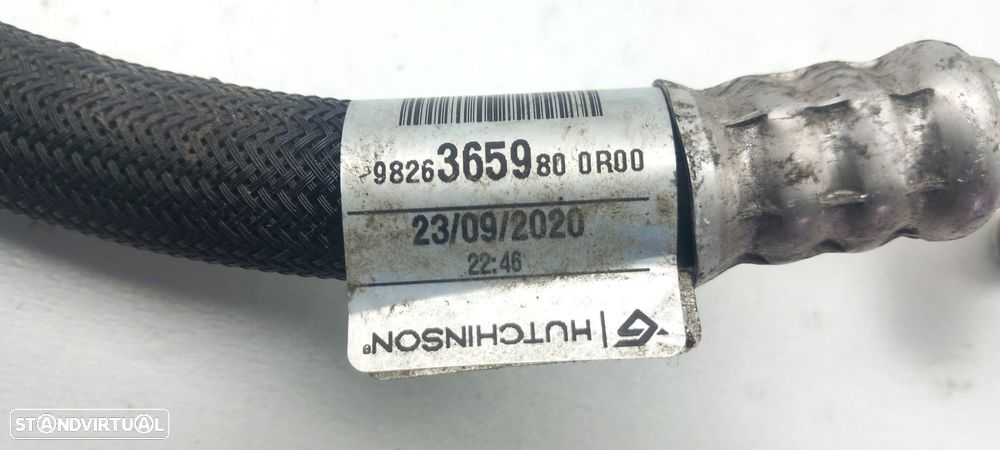 9826365980 0R00
23/09/2020
22:46
HUTCHINSON®
STANDVIRTUAL